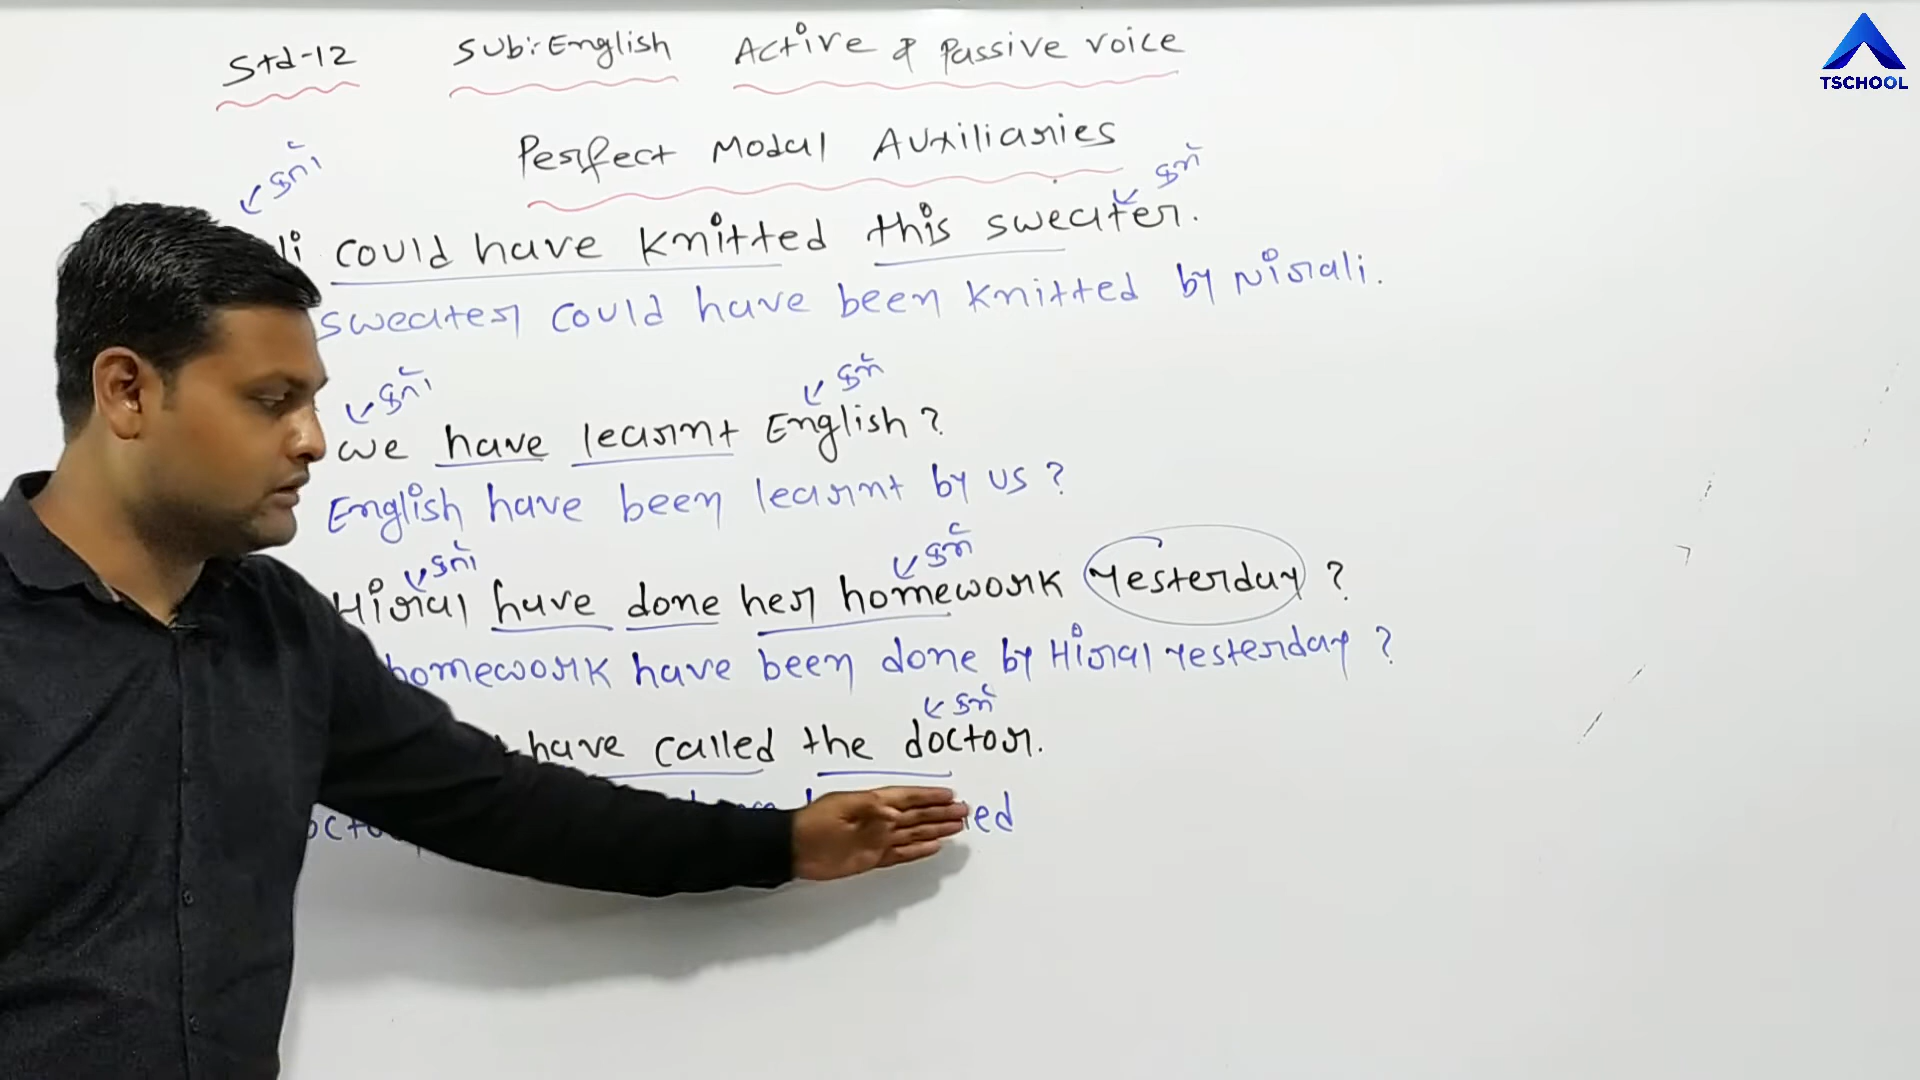 Std-12 Sub:-English Active & Passive voice
TSCHOOL
Perfect Modal Auxiliaries
કર્તા કર્મ
could have knitted this sweater.
sweater could have been knitted by Nirali.
કર્તા કર્મ
we have learnt English?
English have been learnt by us?
કર્તા કર્મ
Hiral have done her homework Yesterday?
homework have been done by Hiral Yesterday?
કર્મ
have called the doctor.